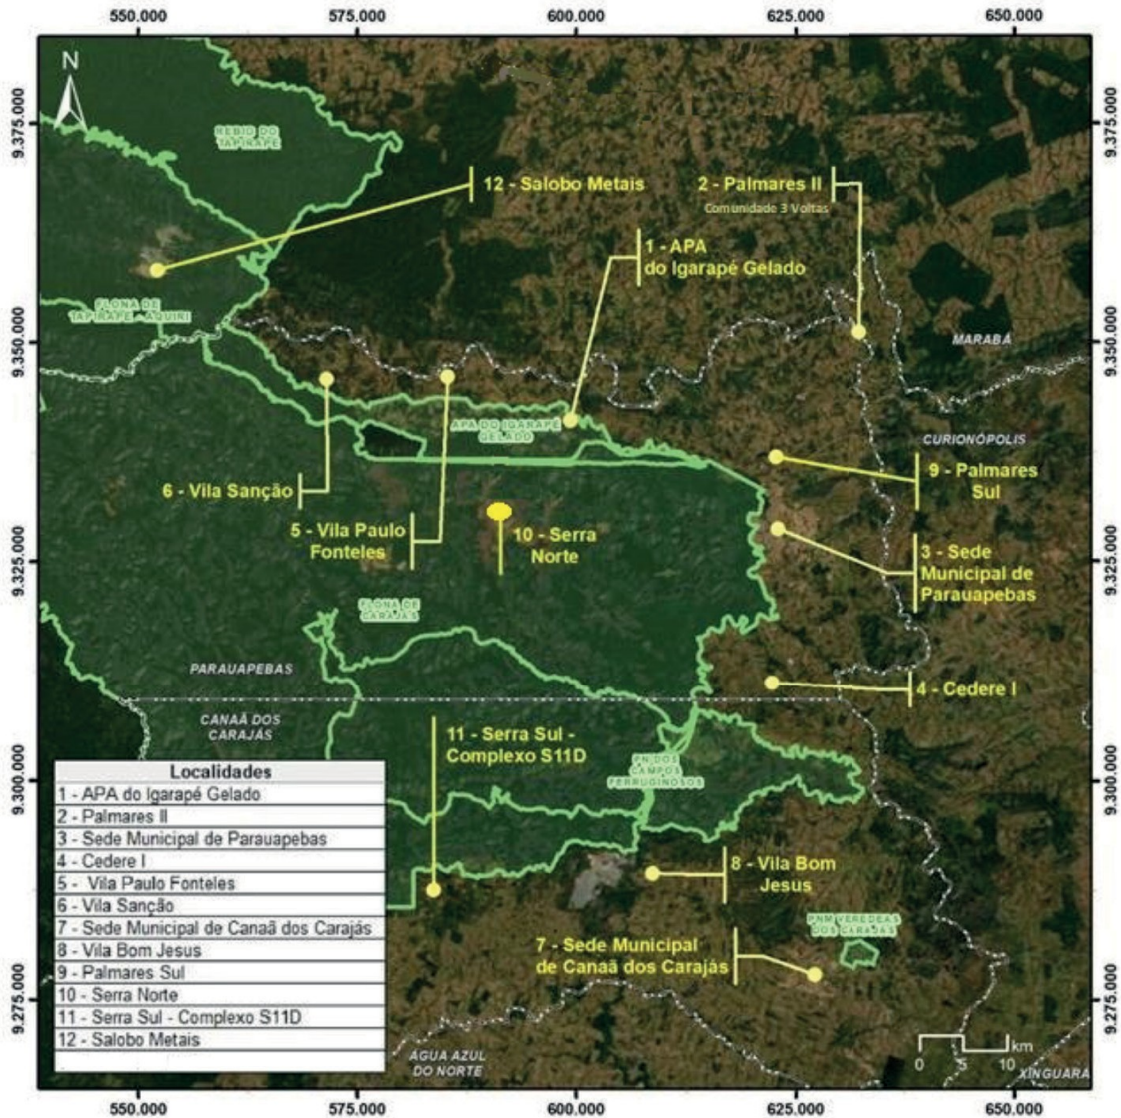 550.000
575.000
600.000
625.000
650.000
9.375.000
9.350.000
9.325.000
9.300.000
9.275.000
9.375.000
9.350.000
9.325.000
9.300.000
9.275.000
N
REBIO DO
TAPIRAPÉ
12 - Salobo Metais
2 - Palmares II
Comunidade 3 Voltas
1 - APA
do Igarapé Gelado
FLONA DE
TAPIRAPÉ - AQUIRI
MARABÁ
APA DO IGARAPÉ
GELADO
CURIONÓPOLIS
9 - Palmares
Sul
6 - Vila Sanção
5 - Vila Paulo
Fonteles
10 - Serra
Norte
3 - Sede
Municipal de
Parauapebas
FLONA DE
CARAJÁS
PARAUAPEBAS
4 - Cedere I
CANAÃ DOS
CARAJÁS
11 - Serra Sul -
Complexo S11D
PN DOS
CAMPOS
FERRUGINOSOS
8 - Vila Bom
Jesus
PNM VEREDEAS
DOS CARAJÁS
7 - Sede Municipal
de Canaã dos Carajás
Localidades
1 - APA do Igarapé Gelado
2 - Palmares II
3 - Sede Municipal de Parauapebas
4 - Cedere I
5 - Vila Paulo Fonteles
6 - Vila Sanção
7 - Sede Municipal de Canaã dos Carajás
8 - Vila Bom Jesus
9 - Palmares Sul
10 - Serra Norte
11 - Serra Sul - Complexo S11D
12 - Salobo Metais
ÁGUA AZUL
DO NORTE
km
0 5 10
XINGUARA
550.000
575.000
600.000
625.000
650.000